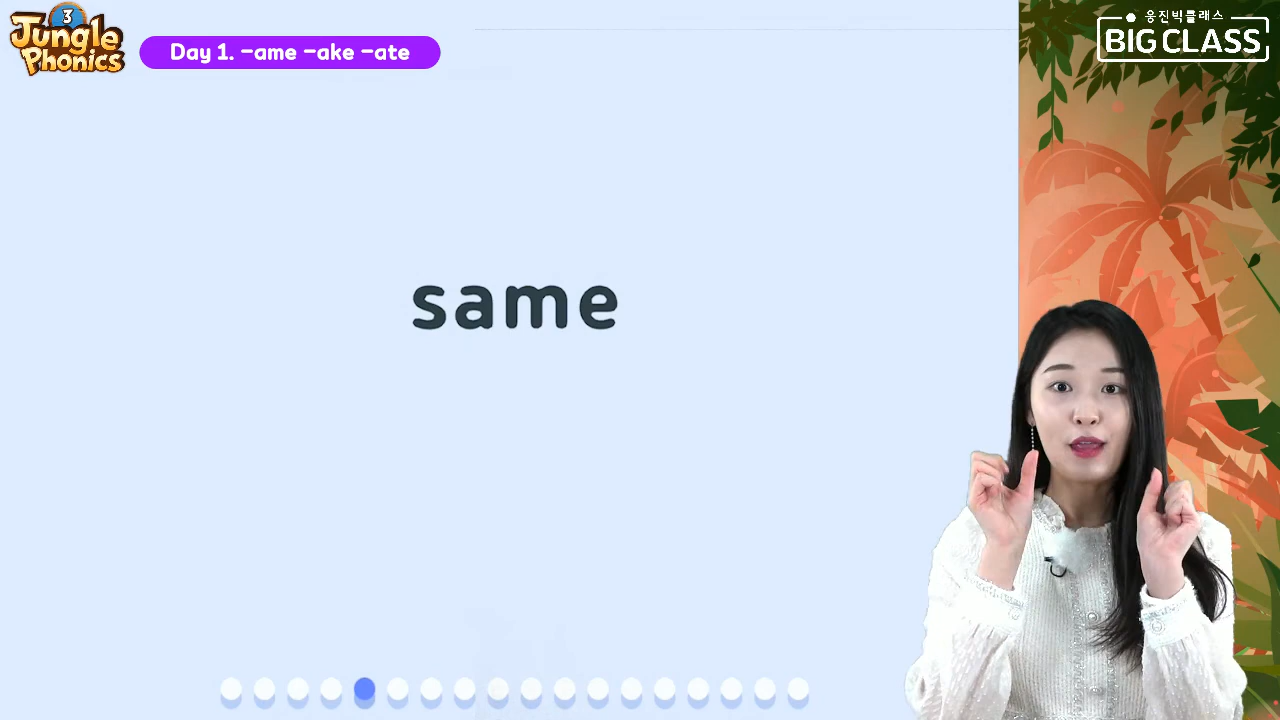 3
Jungle
Phonics
Day 1. -ame -ake -ate
웅진빅클래스
BIG CLASS
same